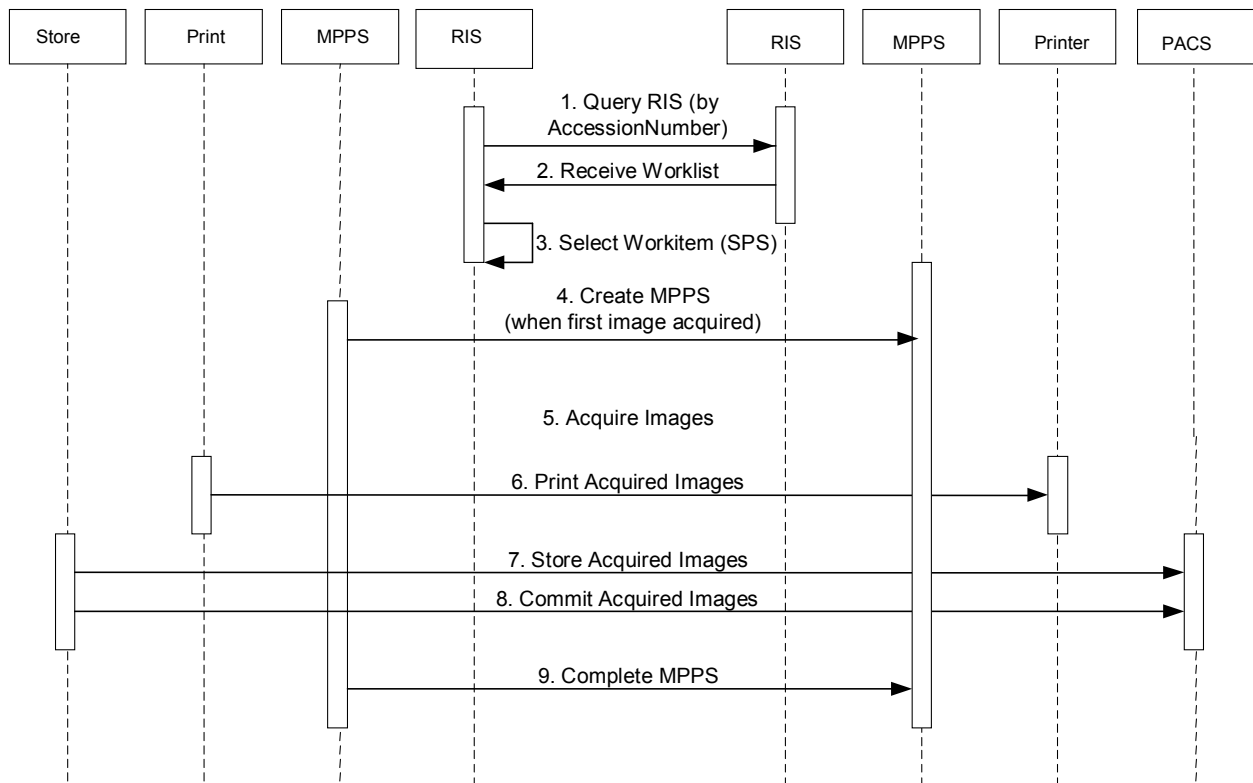 Store
Print
MPPS
RIS
RIS
MPPS
Printer
PACS
1. Query RIS (by
AccessionNumber)
2. Receive Worklist
3. Select Workitem (SPS)
4. Create MPPS
(when first image acquired)
5. Acquire Images
6. Print Acquired Images
7. Store Acquired Images
8. Commit Acquired Images
9. Complete MPPS